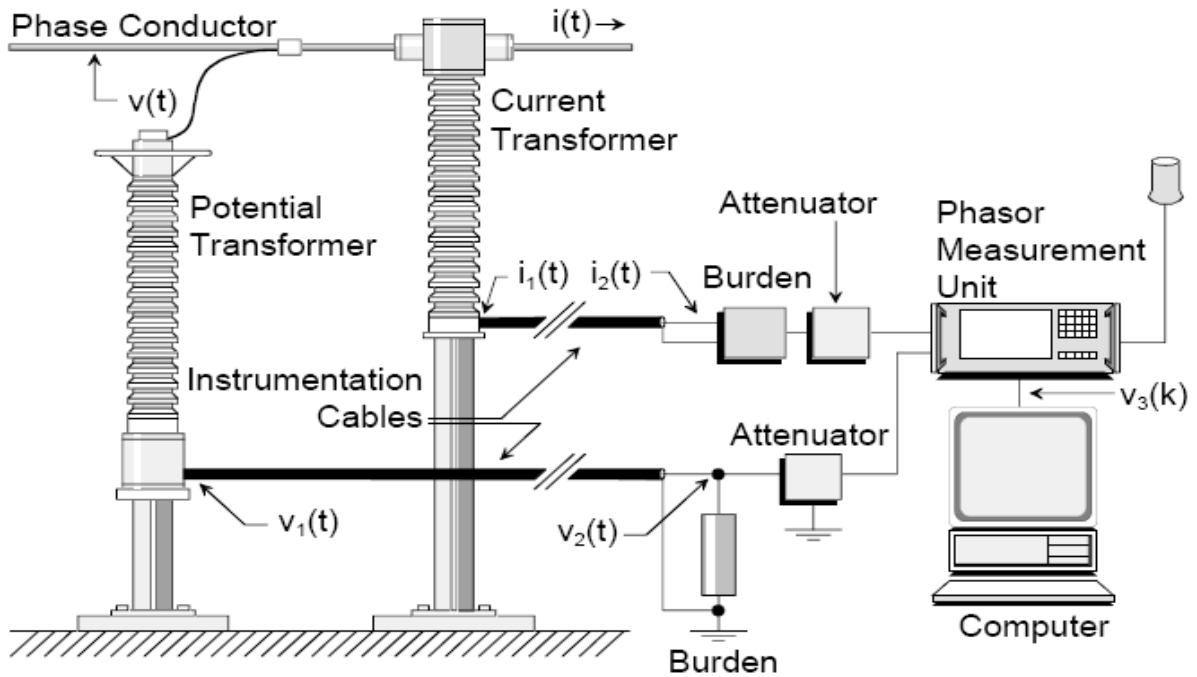 Phase Conductor
i(t)
v(t)
Current
Transformer
Potential
Transformer
Attenuator
Phasor
Measurement
Unit
i1(t)
i2(t)
Burden
Instrumentation
Cables
v3(k)
Attenuator
v1(t)
v2(t)
Computer
Burden